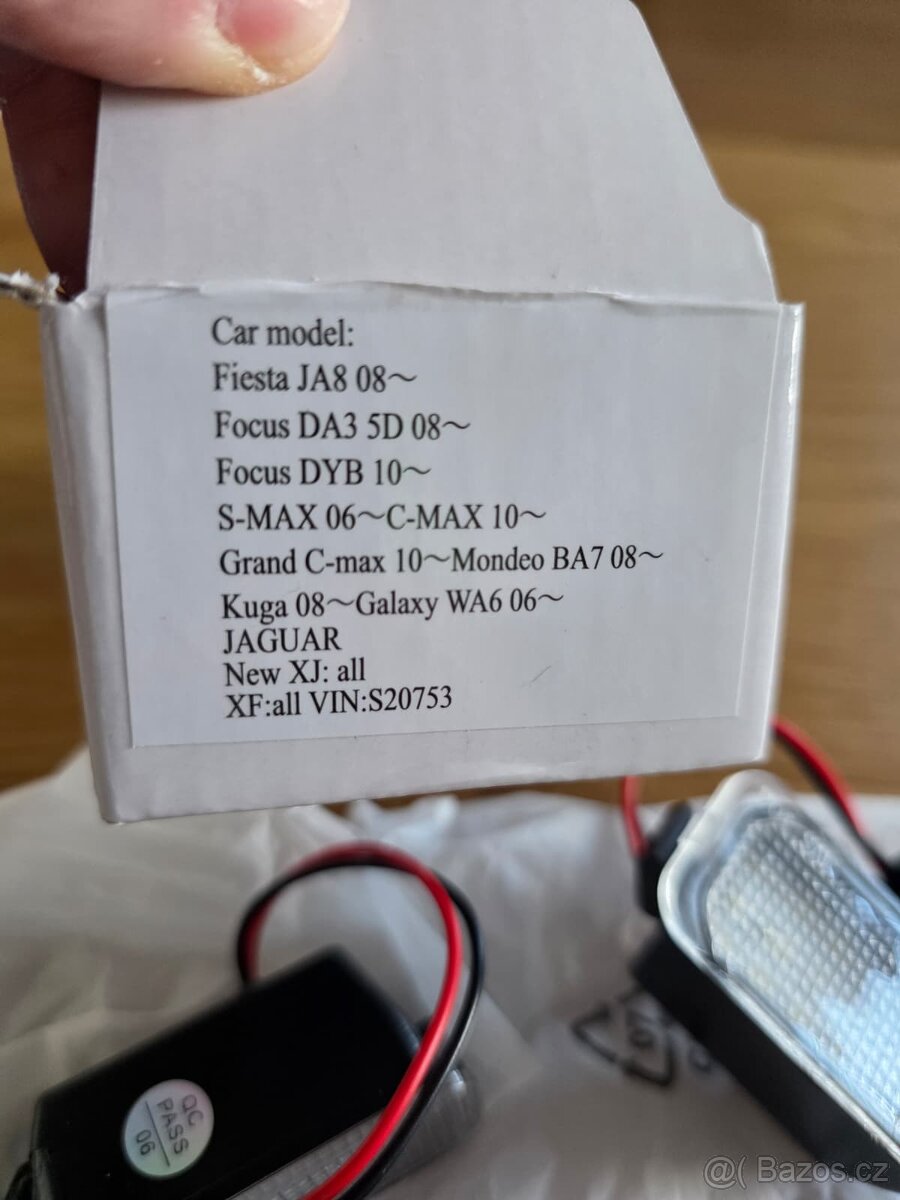 Car model:
Fiesta JA8 08～
Focus DA3 5D 08～
Focus DYB 10～
S-MAX 06～C-MAX 10～
Grand C-max 10～Mondeo BA7 08～
Kuga 08～Galaxy WA6 06～
JAGUAR
New XJ: all
XF:all VIN:S20753
QC
PASS
06
@( Bazos.cz